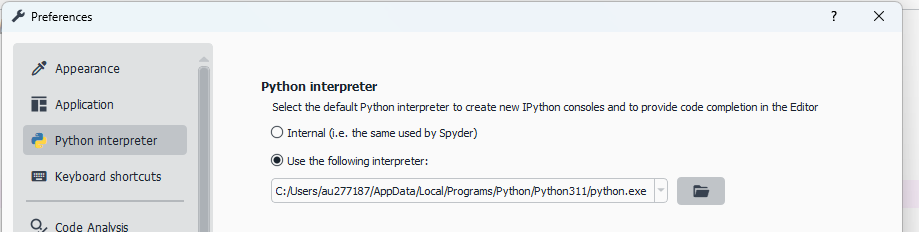 Preferences
?
Appearance
Application
Python interpreter
Keyboard shortcuts
Code Analysis
Python interpreter
Select the default Python interpreter to create new IPython consoles and to provide code completion in the Editor
Internal (i.e. the same used by Spyder)
Use the following interpreter:
C:/Users/au277187/AppData/Local/Programs/Python/Python311/python.exe